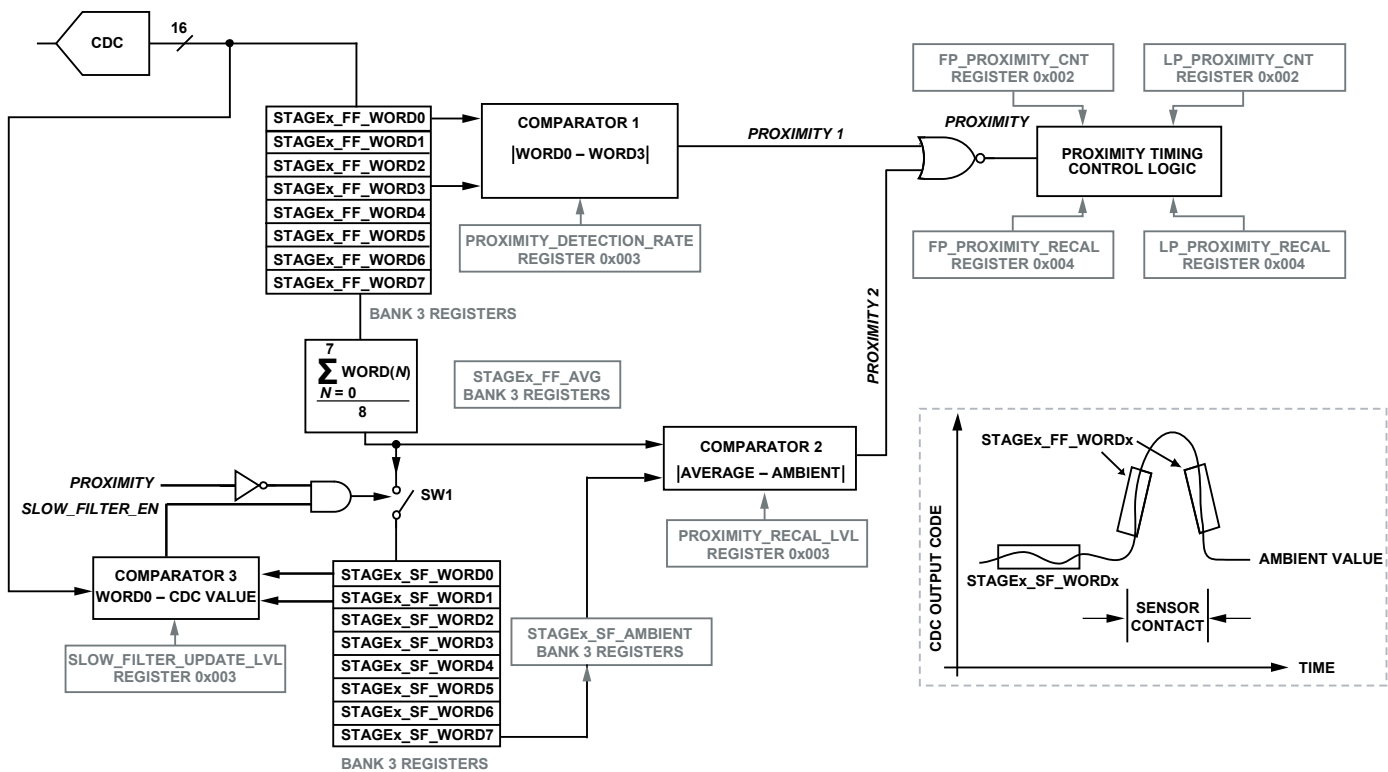 CDC
16
STAGEx_FF_WORD0
STAGEx_FF_WORD1
STAGEx_FF_WORD2
STAGEx_FF_WORD3
STAGEx_FF_WORD4
STAGEx_FF_WORD5
STAGEx_FF_WORD6
STAGEx_FF_WORD7
BANK 3 REGISTERS
COMPARATOR 1
|WORD0 – WORD3|
PROXIMITY_DETECTION_RATE
REGISTER 0x003
PROXIMITY 1
PROXIMITY
FP_PROXIMITY_CNT
REGISTER 0x002
LP_PROXIMITY_CNT
REGISTER 0x002
PROXIMITY TIMING
CONTROL LOGIC
FP_PROXIMITY_RECAL
REGISTER 0x004
LP_PROXIMITY_RECAL
REGISTER 0x004
PROXIMITY 2
7
Σ WORD(N)
N = 0
8
STAGEx_FF_AVG
BANK 3 REGISTERS
COMPARATOR 2
|AVERAGE – AMBIENT|
PROXIMITY_RECAL_LVL
REGISTER 0x003
PROXIMITY
SLOW_FILTER_EN
SW1
COMPARATOR 3
WORD0 – CDC VALUE
SLOW_FILTER_UPDATE_LVL
REGISTER 0x003
STAGEx_SF_WORD0
STAGEx_SF_WORD1
STAGEx_SF_WORD2
STAGEx_SF_WORD3
STAGEx_SF_WORD4
STAGEx_SF_WORD5
STAGEx_SF_WORD6
STAGEx_SF_WORD7
BANK 3 REGISTERS
STAGEx_SF_AMBIENT
BANK 3 REGISTERS
CDC OUTPUT CODE
STAGEx_FF_WORDx
STAGEx_SF_WORDx
AMBIENT VALUE
SENSOR
CONTACT
TIME